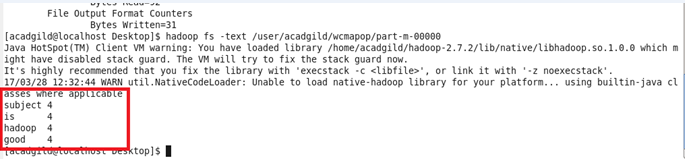 Bytes Read=92
File Output Format Counters
Bytes Written=31
[acadgild@localhost Desktop]$ hadoop fs -text /user/acadgild/wcmapop/part-m-00000
Java HotSpot(TM) Client VM warning: You have loaded library /home/acadgild/hadoop-2.7.2/lib/native/libhadoop.so.1.0.0 which m
ight have disabled stack guard. The VM will try to fix the stack guard now.
It's highly recommended that you fix the library with 'execstack -c <libfile>', or link it with '-z noexecstack'.
17/03/28 12:32:44 WARN util.NativeCodeLoader: Unable to load native-hadoop library for your platform... using builtin-java cl
asses where applicable
subject 4
is 4
hadoop 4
good 4
[acadgild@localhost Desktop]$